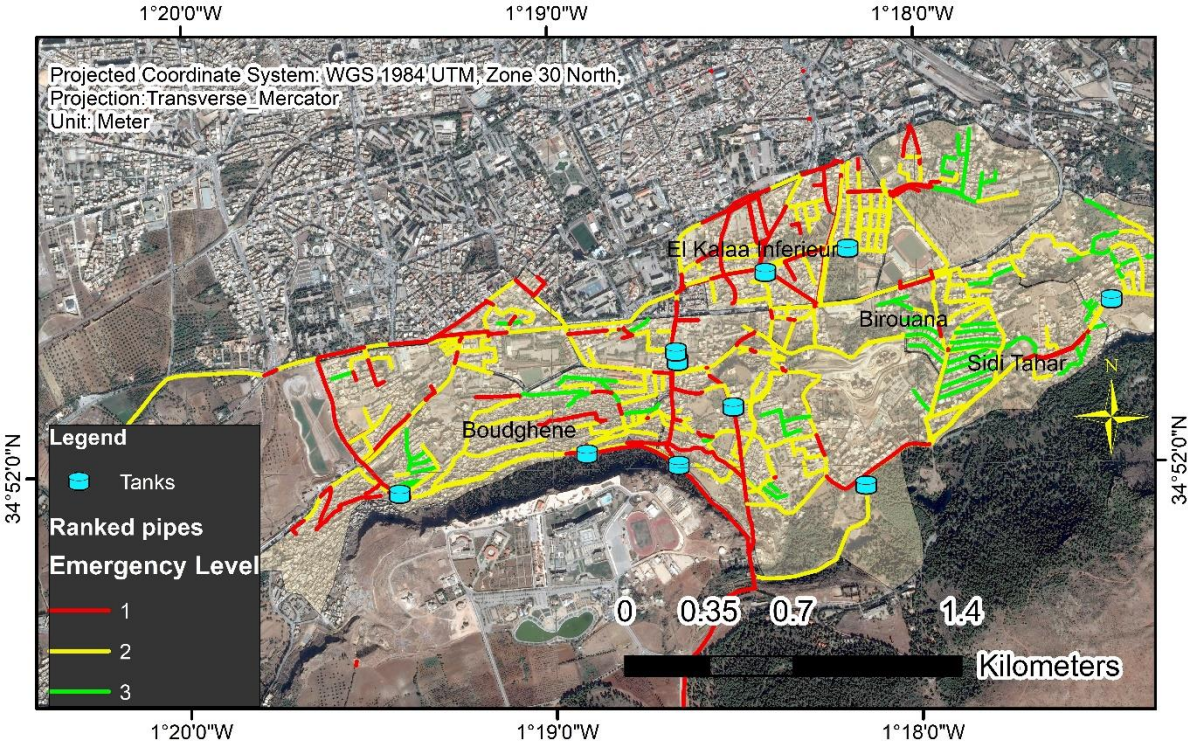 1°20'0"W 1°19'0"W 1°18'0"W
Projected Coordinate System: WGS 1984 UTM, Zone 30 North,
Projection:Transverse_Mercator
Unit: Meter
El Kalaa Inferieur
Birouana
Sidi Tahar
N
Boudghene
34°52'0"N
34°52'0"N
Legend
Tanks
Ranked pipes
Emergency Level
1
2
3
0 0.35 0.7 1.4
Kilometers
1°20'0"W 1°19'0"W 1°18'0"W